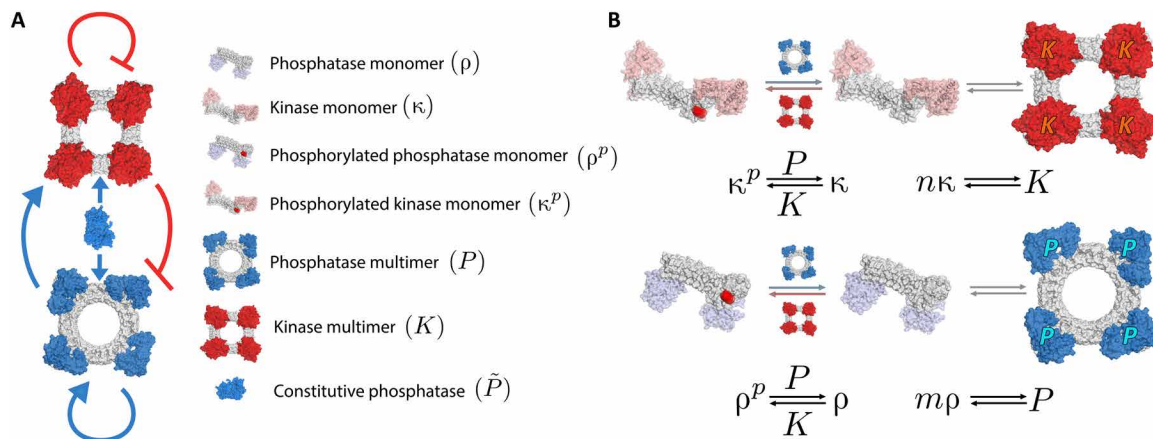 A
Phosphatase monomer (ρ)
Kinase monomer (κ)
Phosphorylated phosphatase monomer (ρ^p)
Phosphorylated kinase monomer (κ^p)
Phosphatase multimer (P)
Kinase multimer (K)
Constitutive phosphatase (P̃)
B
K K
K K
κ^p ⇌ κ
P
K
nκ ⇌ K
P P
P P
ρ^p ⇌ ρ
P
K
mρ ⇌ P